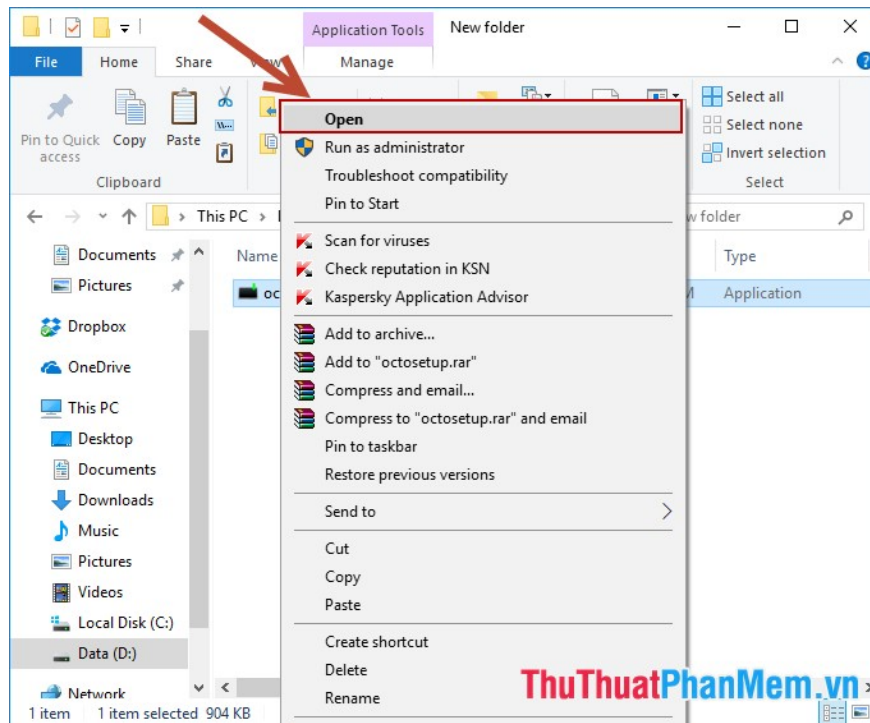 Application Tools New folder
File Home Share View Manage
Pin to Quick access Copy Paste
Clipboard
Select all
Select none
Invert selection
Select
This PC
folder
Open
Run as administrator
Troubleshoot compatibility
Pin to Start
Scan for viruses
Check reputation in KSN
Kaspersky Application Advisor
Add to archive...
Add to "octosetup.rar"
Compress and email...
Compress to "octosetup.rar" and email
Pin to taskbar
Restore previous versions
Send to
Cut
Copy
Paste
Create shortcut
Delete
Rename
Documents
Pictures
Dropbox
OneDrive
This PC
Desktop
Documents
Downloads
Music
Pictures
Videos
Local Disk (C:)
Data (D:)
Network
Name Type
Application
ThuThuatPhanMem.vn
1 item 1 item selected 904 KB